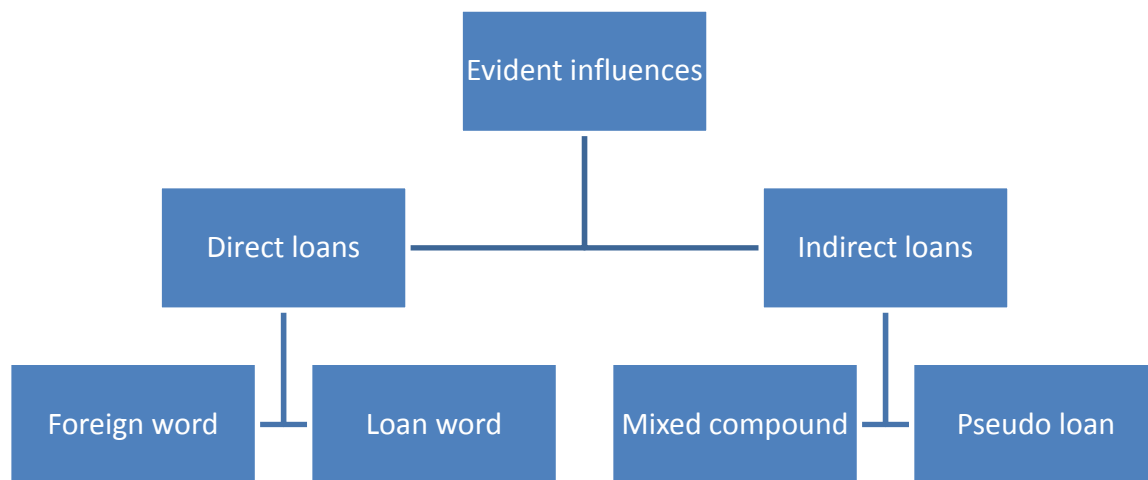 Evident influences
Direct loans
Indirect loans
Foreign word
Loan word
Mixed compound
Pseudo loan